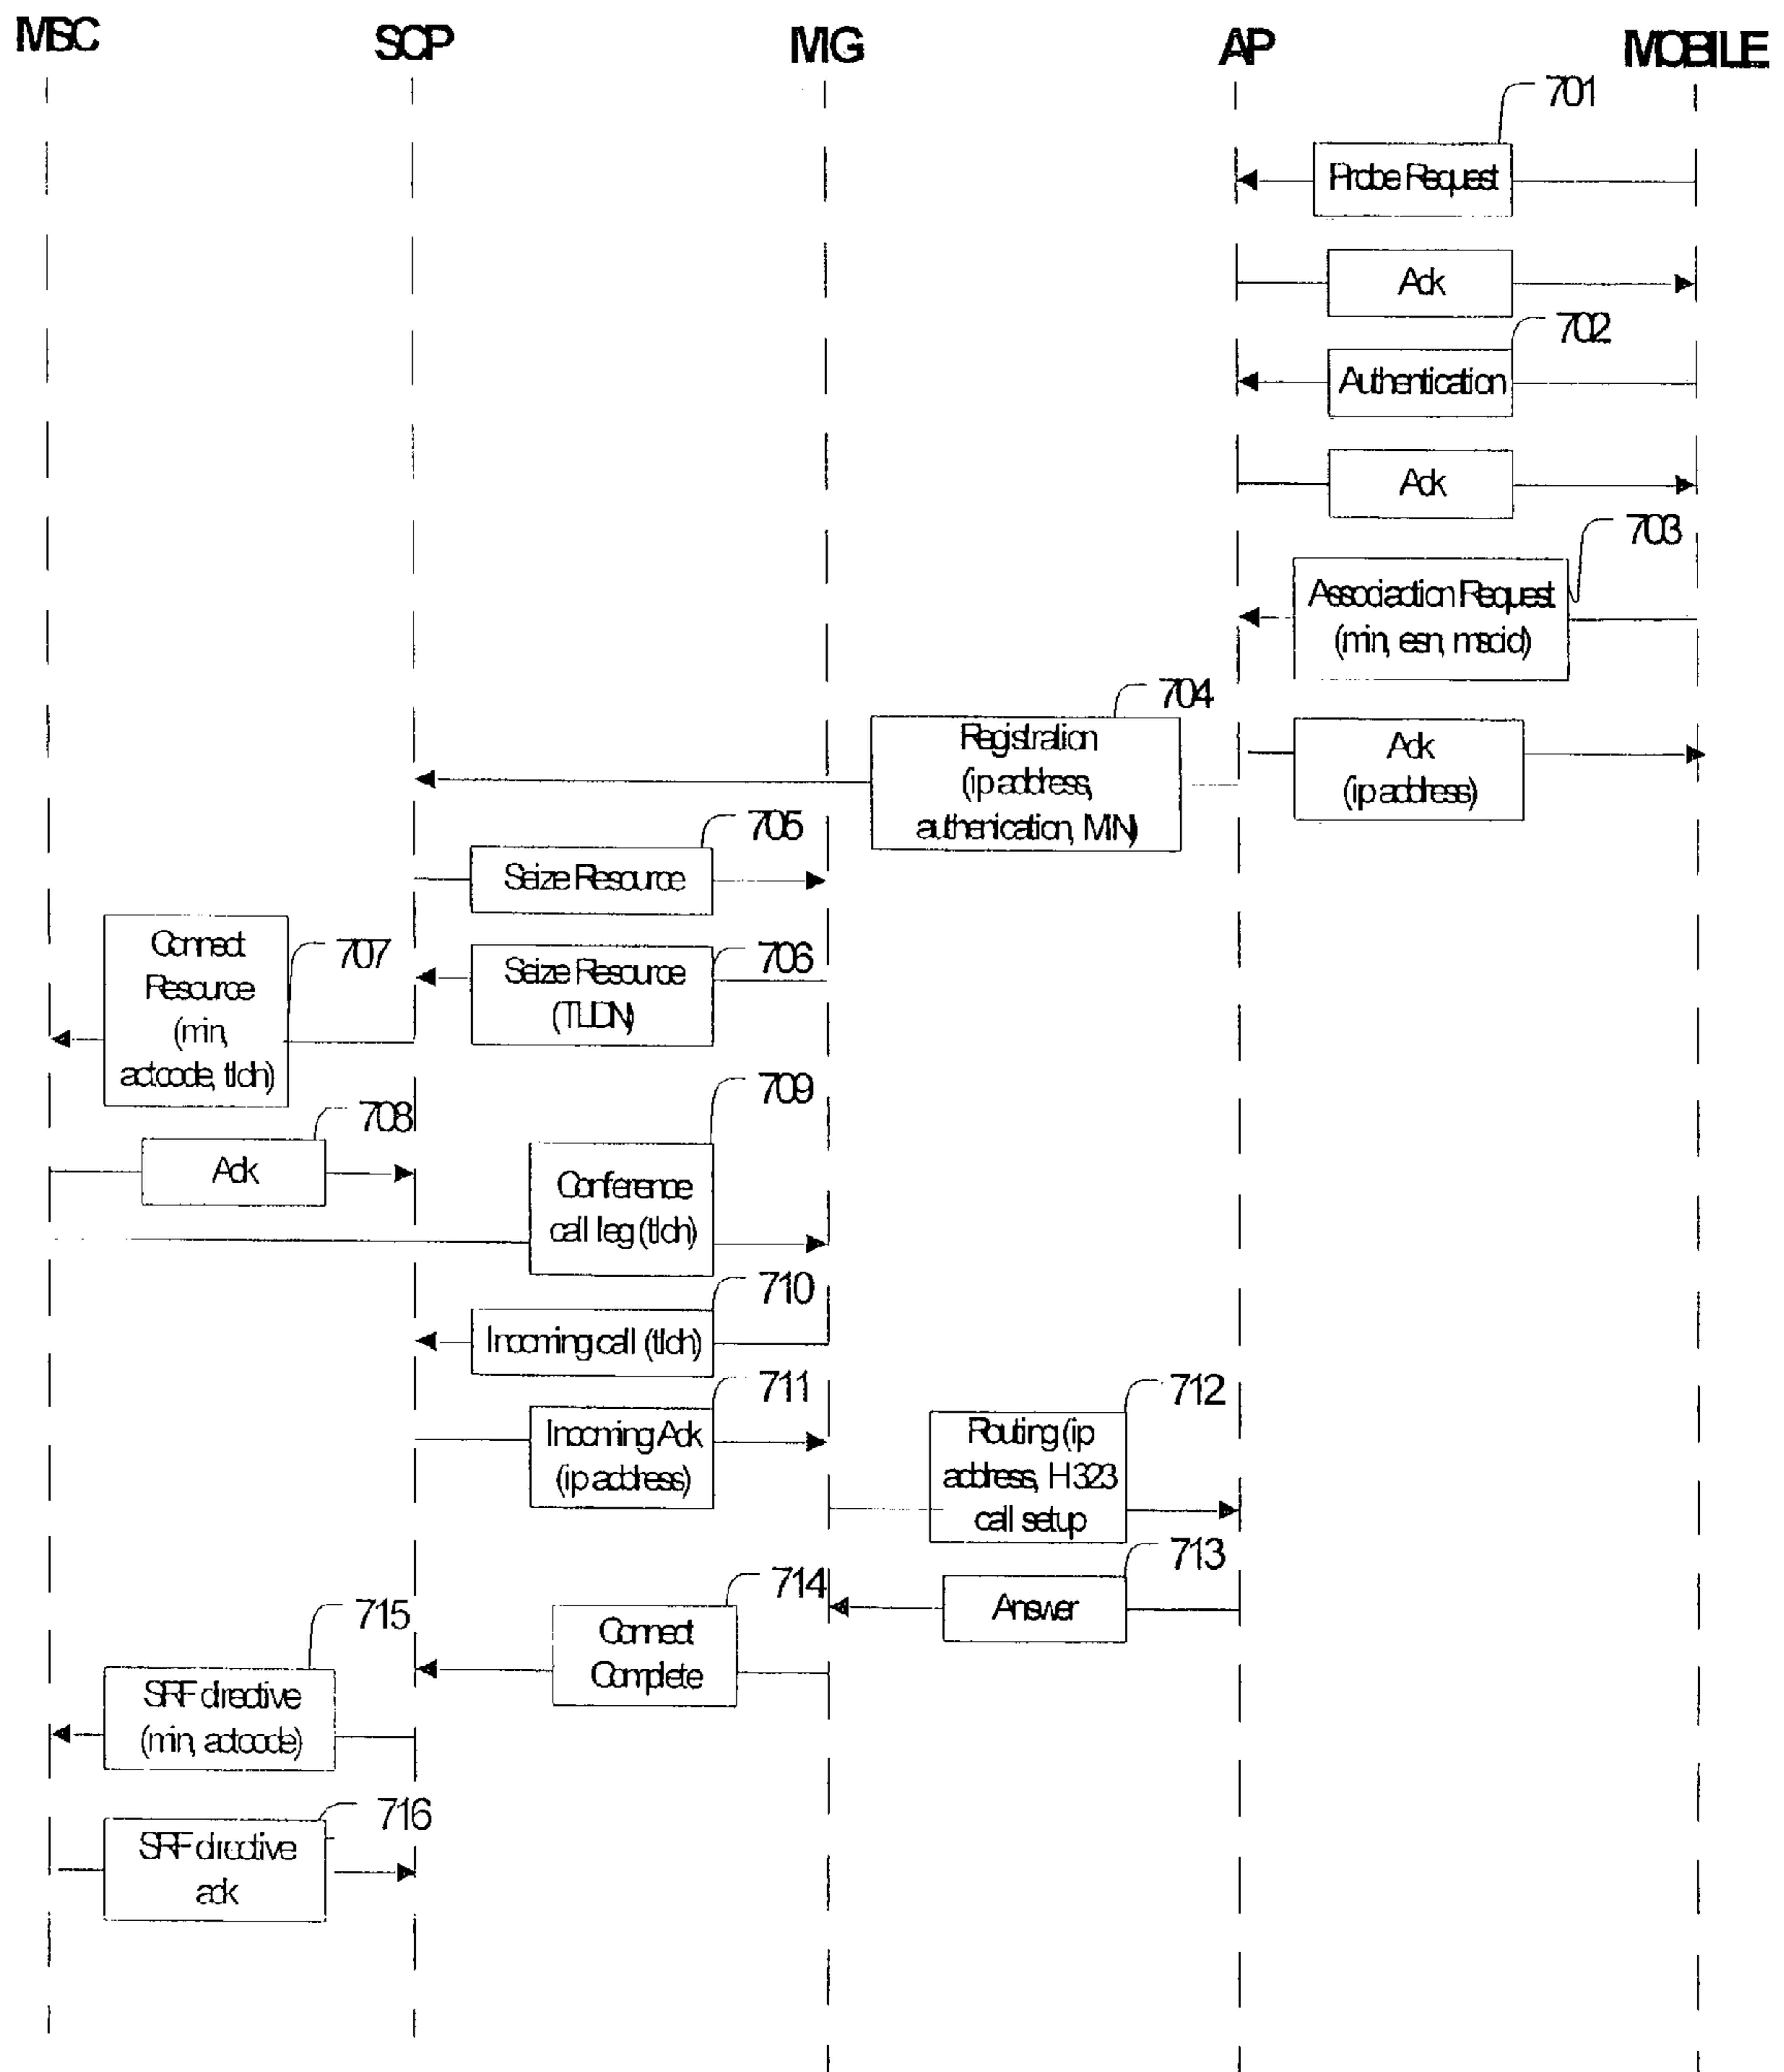 MSC
SCP
MG
AP
MOBILE
701
Probe Request
Ack
702
Authentication
Ack
703
Associaction Request
(min, esn, mscid)
704
Registration
(ip address,
authenication, MIN)
Ack
(ip address)
705
Seize Resource
706
Seize Resource
(TLDN)
707
Connect
Resource
(min,
actcode, tldn)
708
Ack
709
Conference
call leg (tldn)
710
Incoming call (tldn)
711
Incoming Ack
(ip address)
712
Routing (ip
address, H323
call setup
713
Answer
714
Connect
Complete
715
SRF directive
(min, actcode)
716
SRF directive
ack